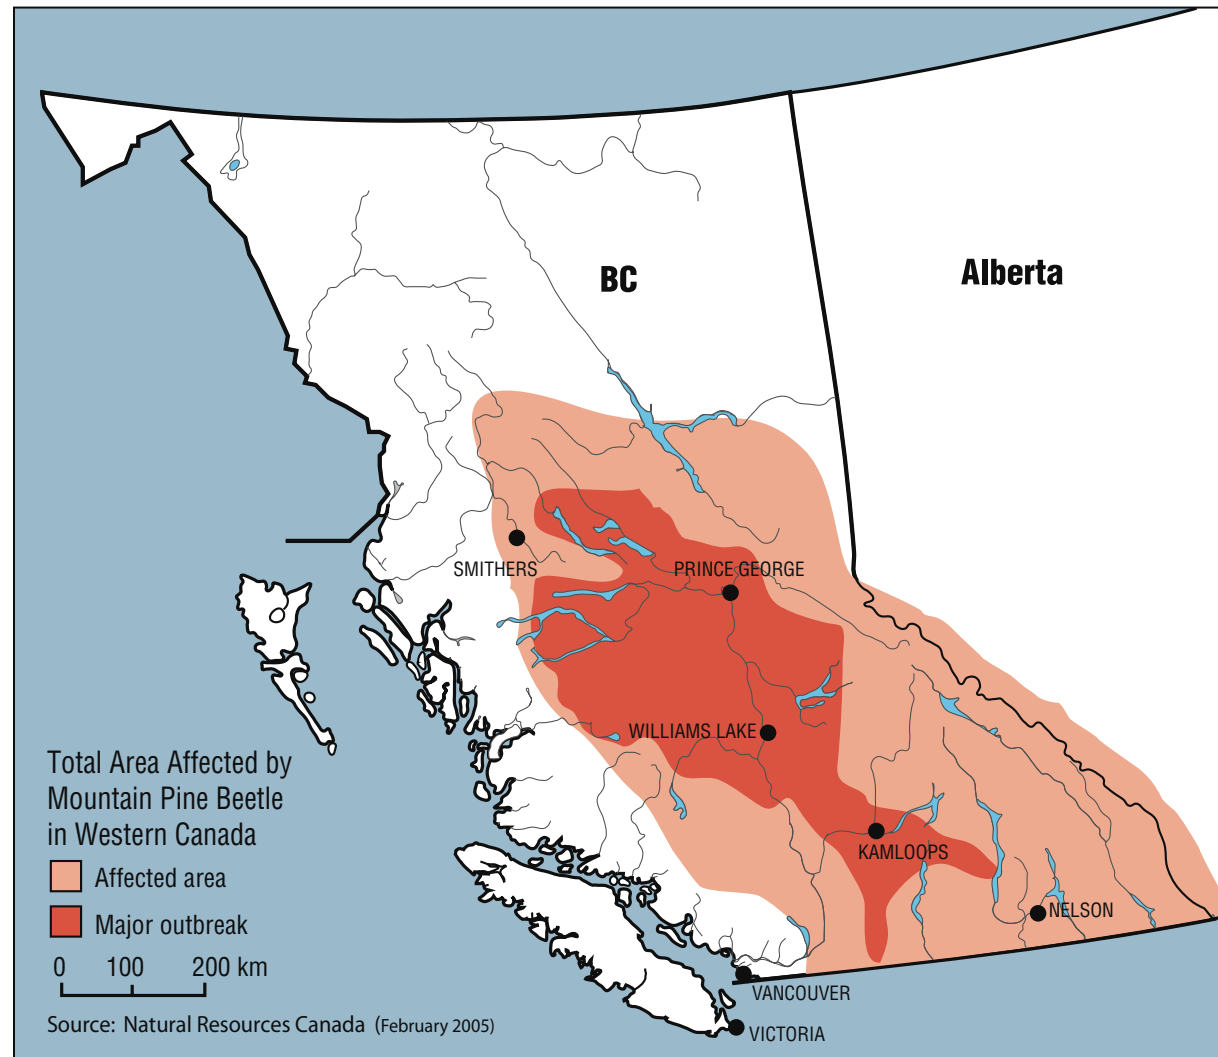 BC
Alberta
SMITHERS
PRINCE GEORGE
WILLIAMS LAKE
KAMLOOPS
NELSON
VANCOUVER
VICTORIA
Total Area Affected by
Mountain Pine Beetle
in Western Canada
Affected area
Major outbreak
0 100 200 km
Source: Natural Resources Canada (February 2005)